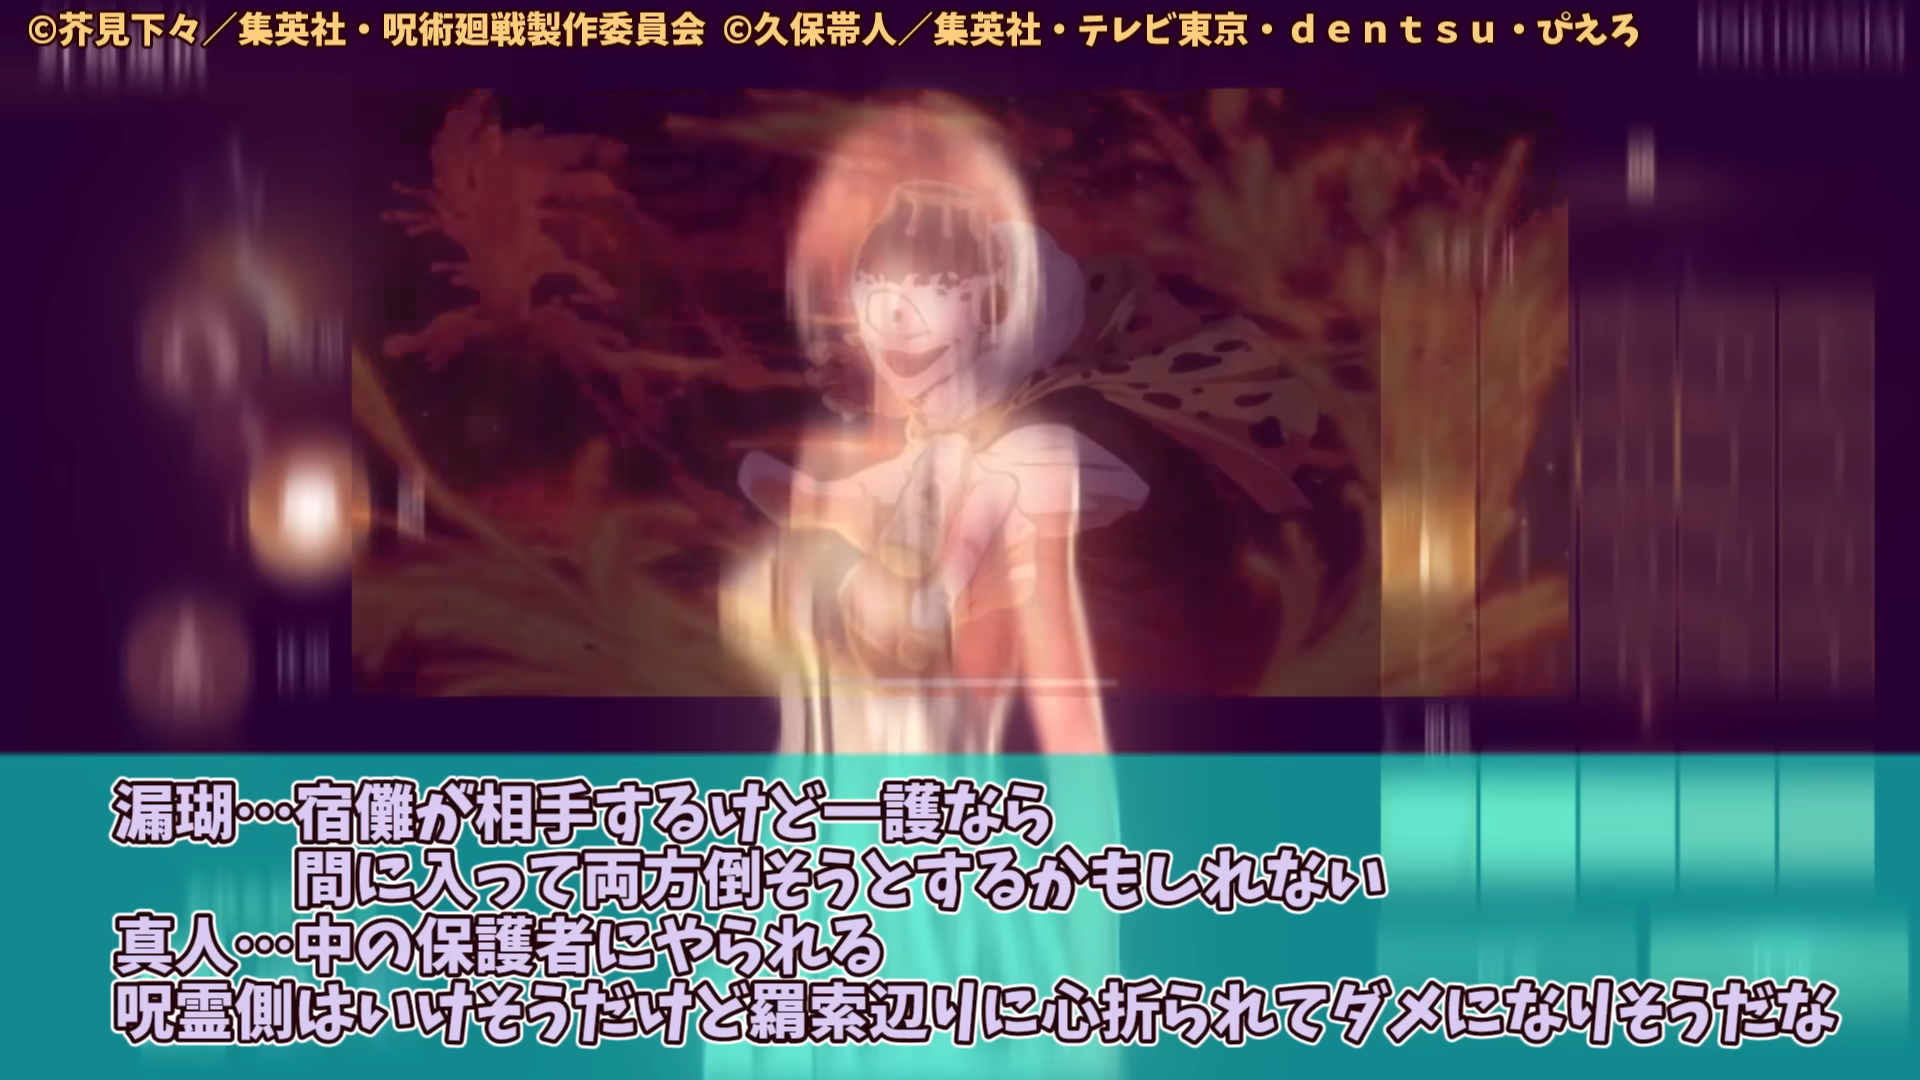 ©芥見下々／集英社・呪術廻戦製作委員会 ©久保帯人／集英社・テレビ東京・ｄｅｎｔｓｕ・ぴえろ
漏瑚…宿儺が相手するけど一護なら
間に入って両方倒そうとするかもしれない
真人…中の保護者にやられる
呪霊側はいけそうだけど羂索辺りに心折られてダメになりそうだな